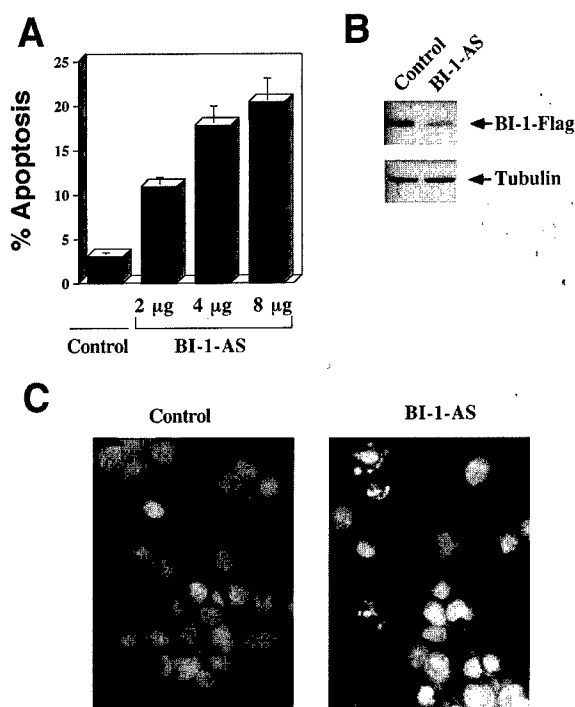 A
% Apoptosis
25
20
15
10
5
0
2 µg 4 µg 8 µg
Control BI-1-AS
B
Control BI-1-AS
BI-1-Flag
Tubulin
C
Control BI-1-AS